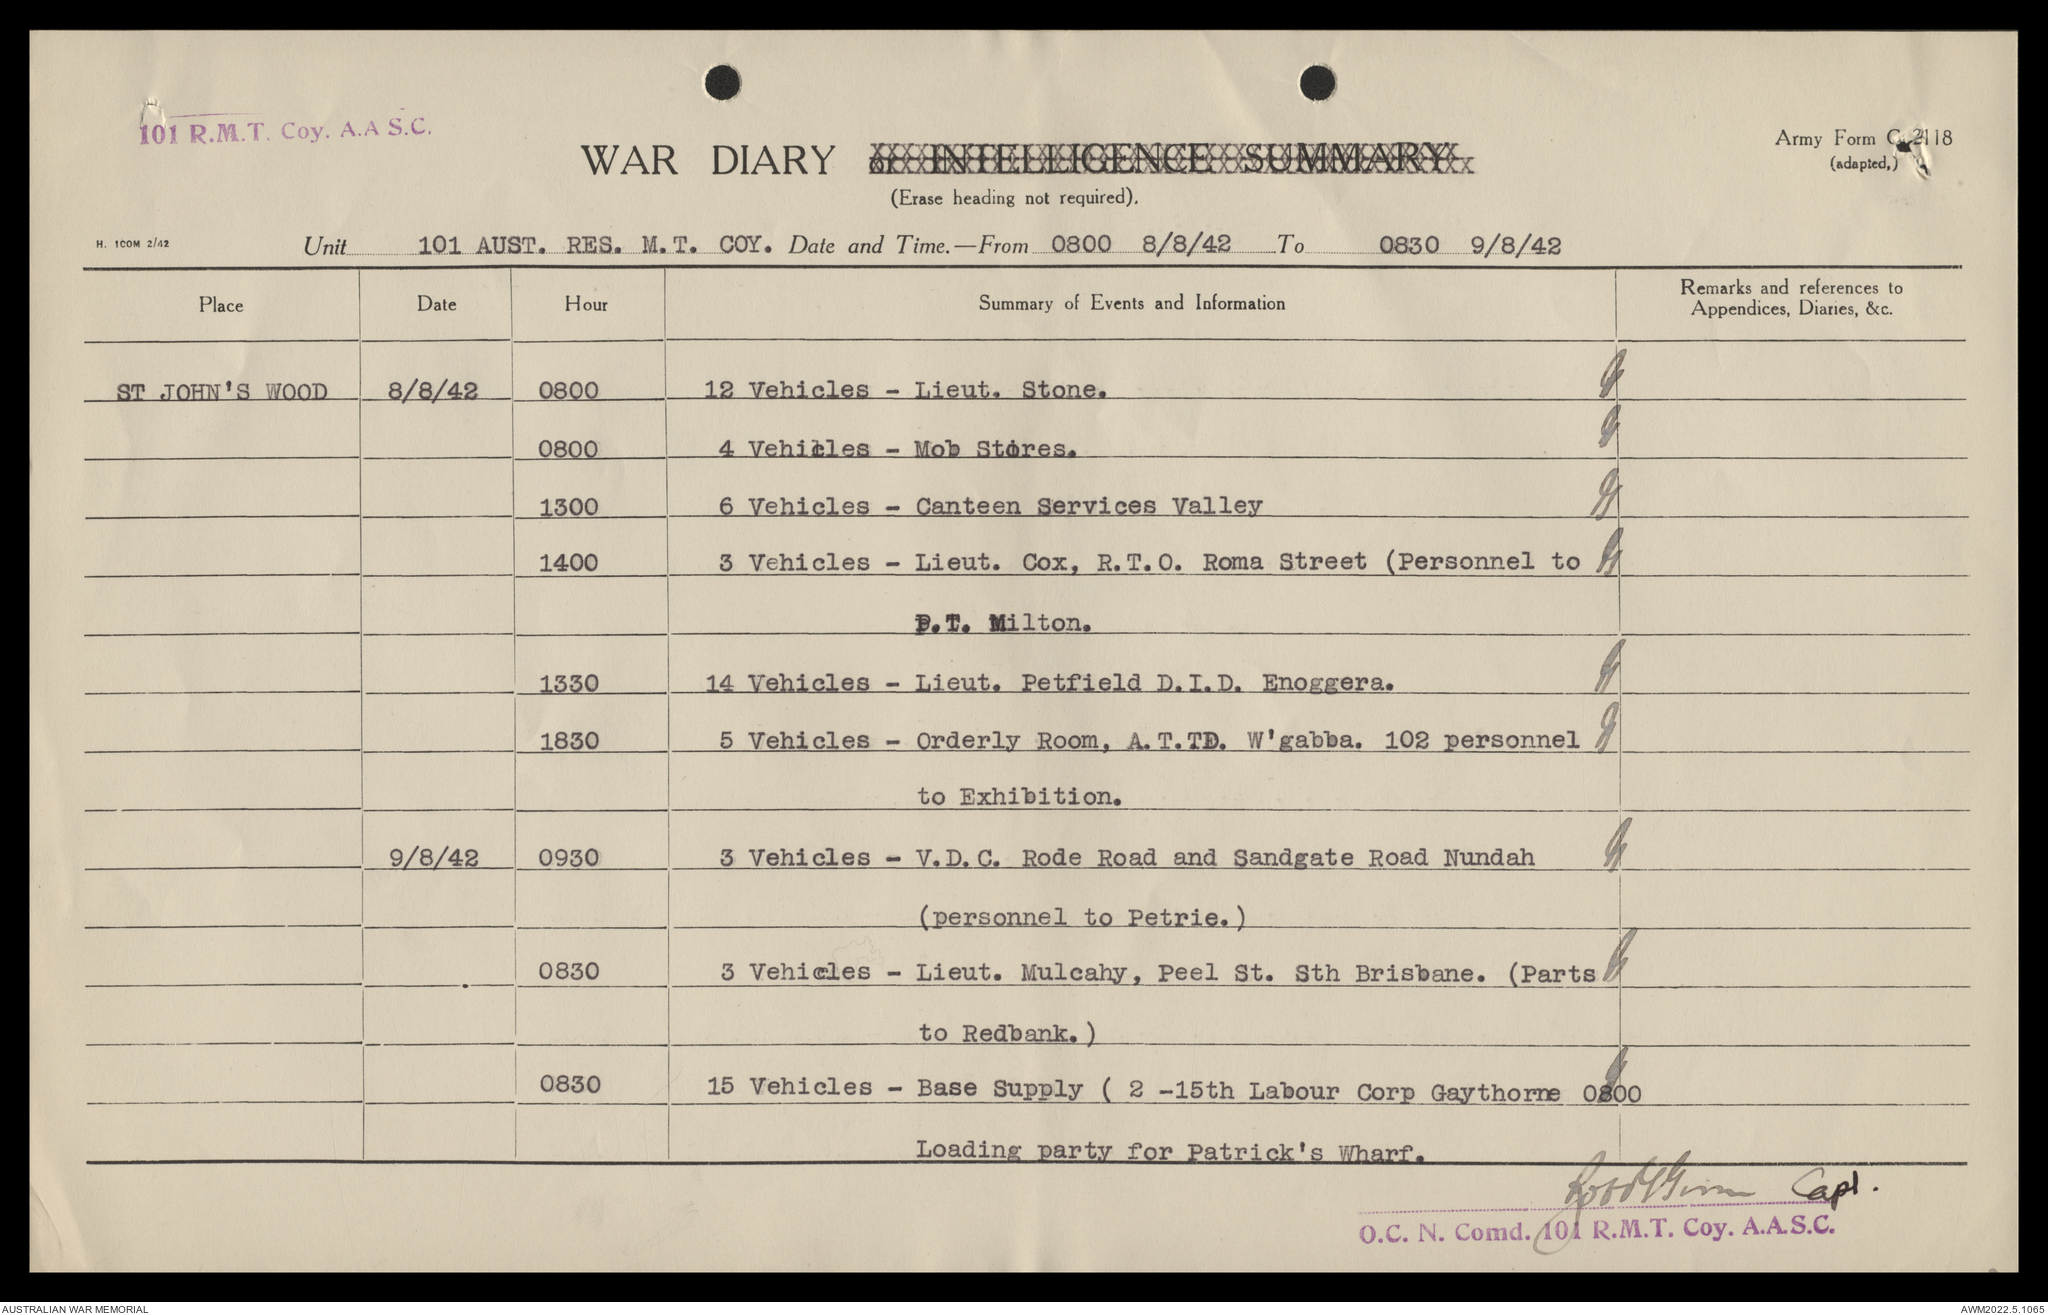 101 R.M.T. Coy. A.A S.C.
Army Form C. 2118
(adapted.)
WAR DIARY or INTELLIGENCE SUMMARY.
(Erase heading not required).
H. 100M 2/42
Unit 101 AUST. RES. M.T. COY. Date and Time.—From 0800 8/8/42 To 0830 9/8/42
Place Date Hour Summary of Events and Information Remarks and references to
Appendices, Diaries, &c.
ST JOHN'S WOOD 8/8/42 0800 12 Vehicles - Lieut. Stone.
0800 4 Vehicles - Mob Stores.
1300 6 Vehicles - Canteen Services Valley
1400 3 Vehicles - Lieut. Cox, R.T.O. Roma Street (Personnel to
P.T. Milton.
1330 14 Vehicles - Lieut. Petfield D.I.D. Enoggera.
1830 5 Vehicles - Orderly Room, A.T.TD. W'gabba. 102 personnel
to Exhibition.
9/8/42 0930 3 Vehicles - V.D.C. Rode Road and Sandgate Road Nundah
(personnel to Petrie.)
0830 3 Vehicles - Lieut. Mulcahy, Peel St. Sth Brisbane. (Parts
to Redbank.)
0830 15 Vehicles - Base Supply ( 2 -15th Labour Corp Gaythorne 0800
Loading party for Patrick's Wharf.
Capt.
O.C. N. Comd. 101 R.M.T. Coy. A.A.S.C.
AUSTRALIAN WAR MEMORIAL AWM2022.5.1065